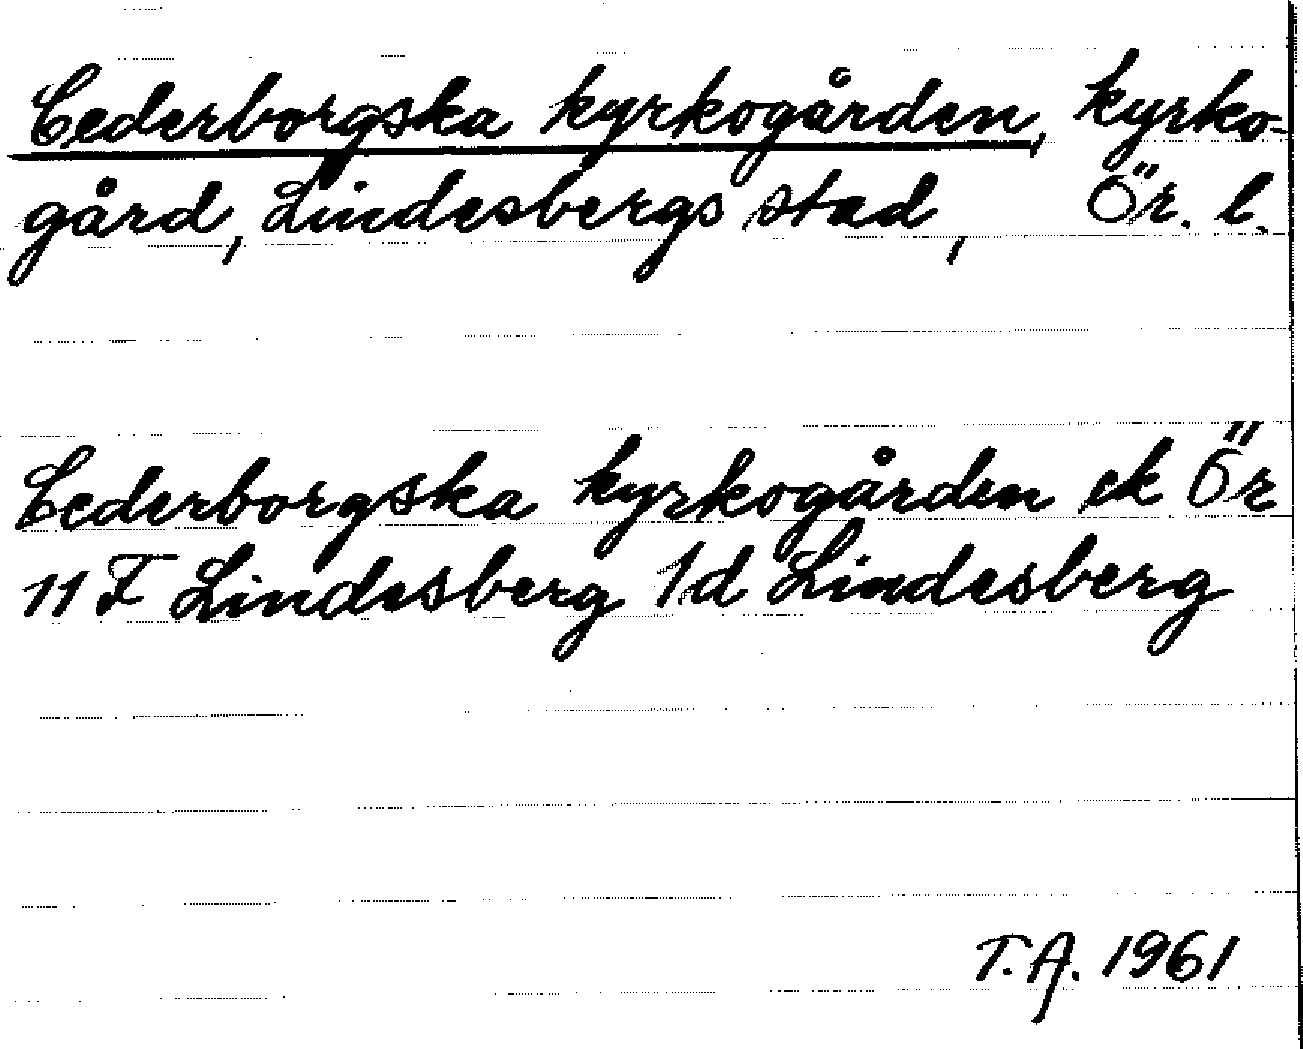 Cederborgska kyrkogården, kyrko-
gård, Lindesbergs stad, Ör. l.
Cederborgska kyrkogården ek Ör
11 F Lindesberg 1d Lindesberg
T.A. 1961